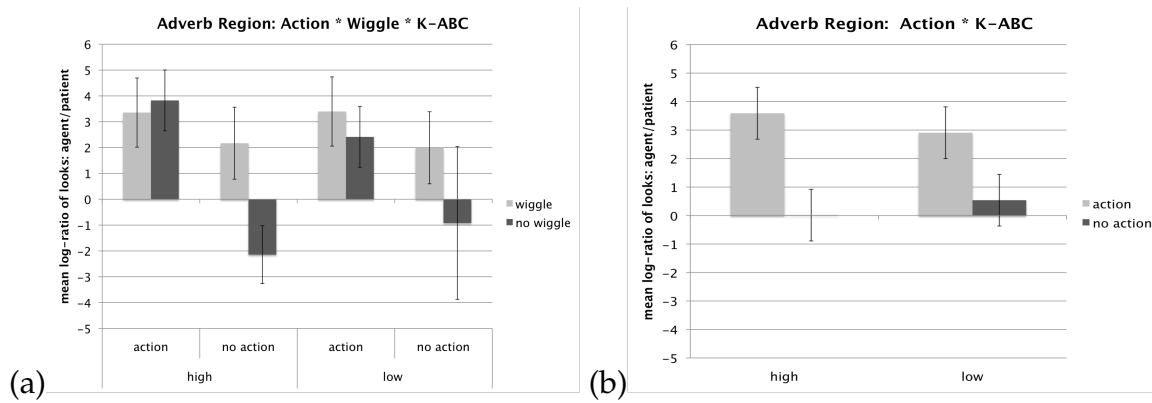 Adverb Region: Action * Wiggle * K-ABC
mean log-ratio of looks: agent/patient
6
5
4
3
2
1
0
-1
-2
-3
-4
-5
action
no action
action
no action
high
low
wiggle
no wiggle
(a)
Adverb Region: Action * K-ABC
mean log-ratio of looks: agent/patient
6
5
4
3
2
1
0
-1
-2
-3
-4
-5
high
low
action
no action
(b)